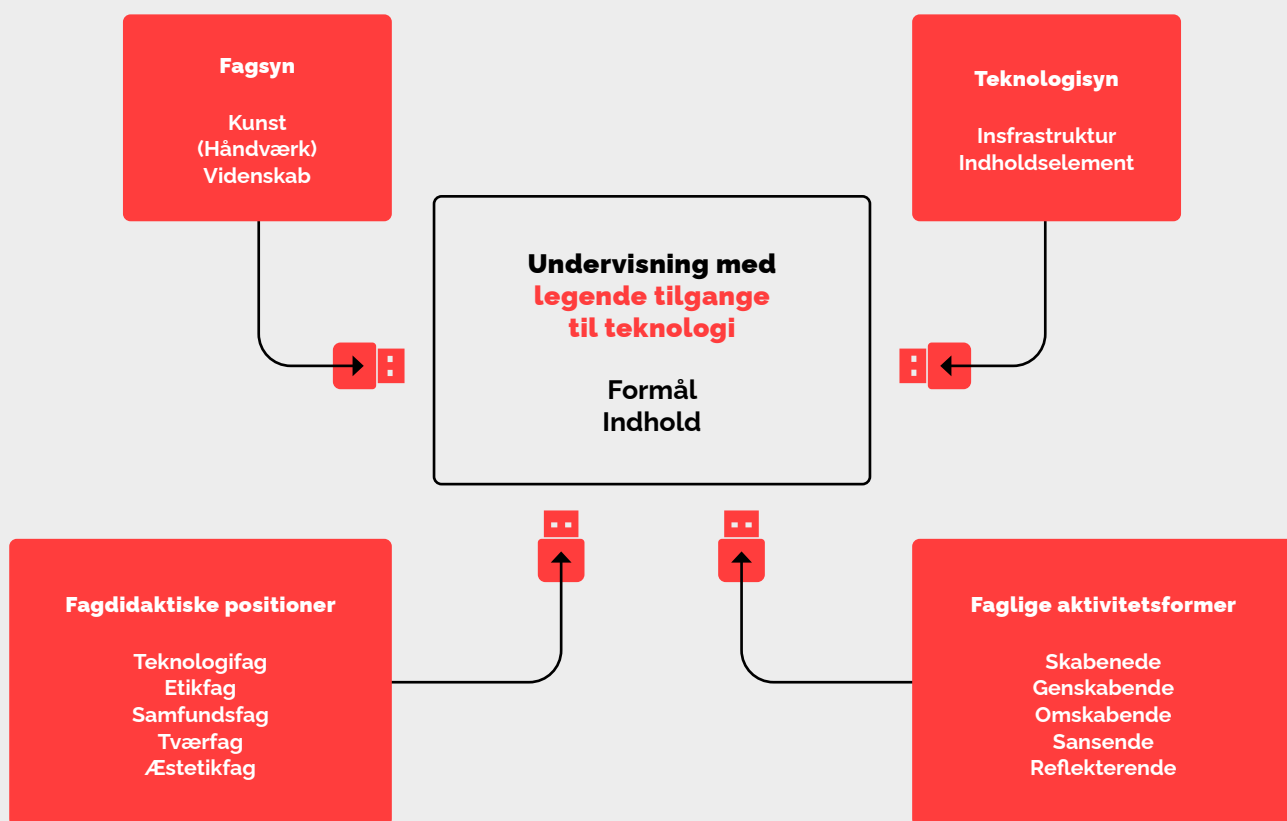 Fagsyn
Kunst
(Håndværk)
Videnskab
Teknologisyn
Insfrastruktur
Indholdselement
Undervisning med
legende tilgange
til teknologi
Formål
Indhold
Fagdidaktiske positioner
Teknologifag
Etikfag
Samfundsfag
Tværfag
Æstetikfag
Faglige aktivitetsformer
Skabenede
Genskabende
Omskabende
Sansende
Reflekterende